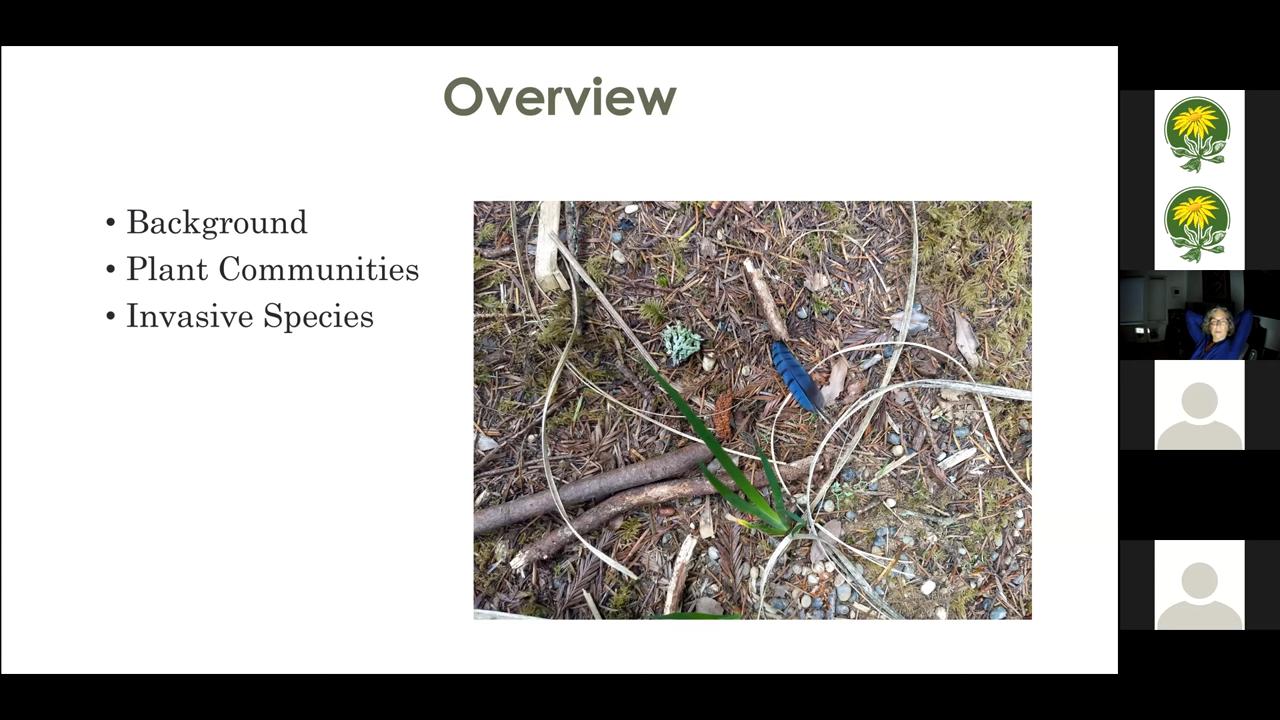 Overview
• Background
• Plant Communities
• Invasive Species